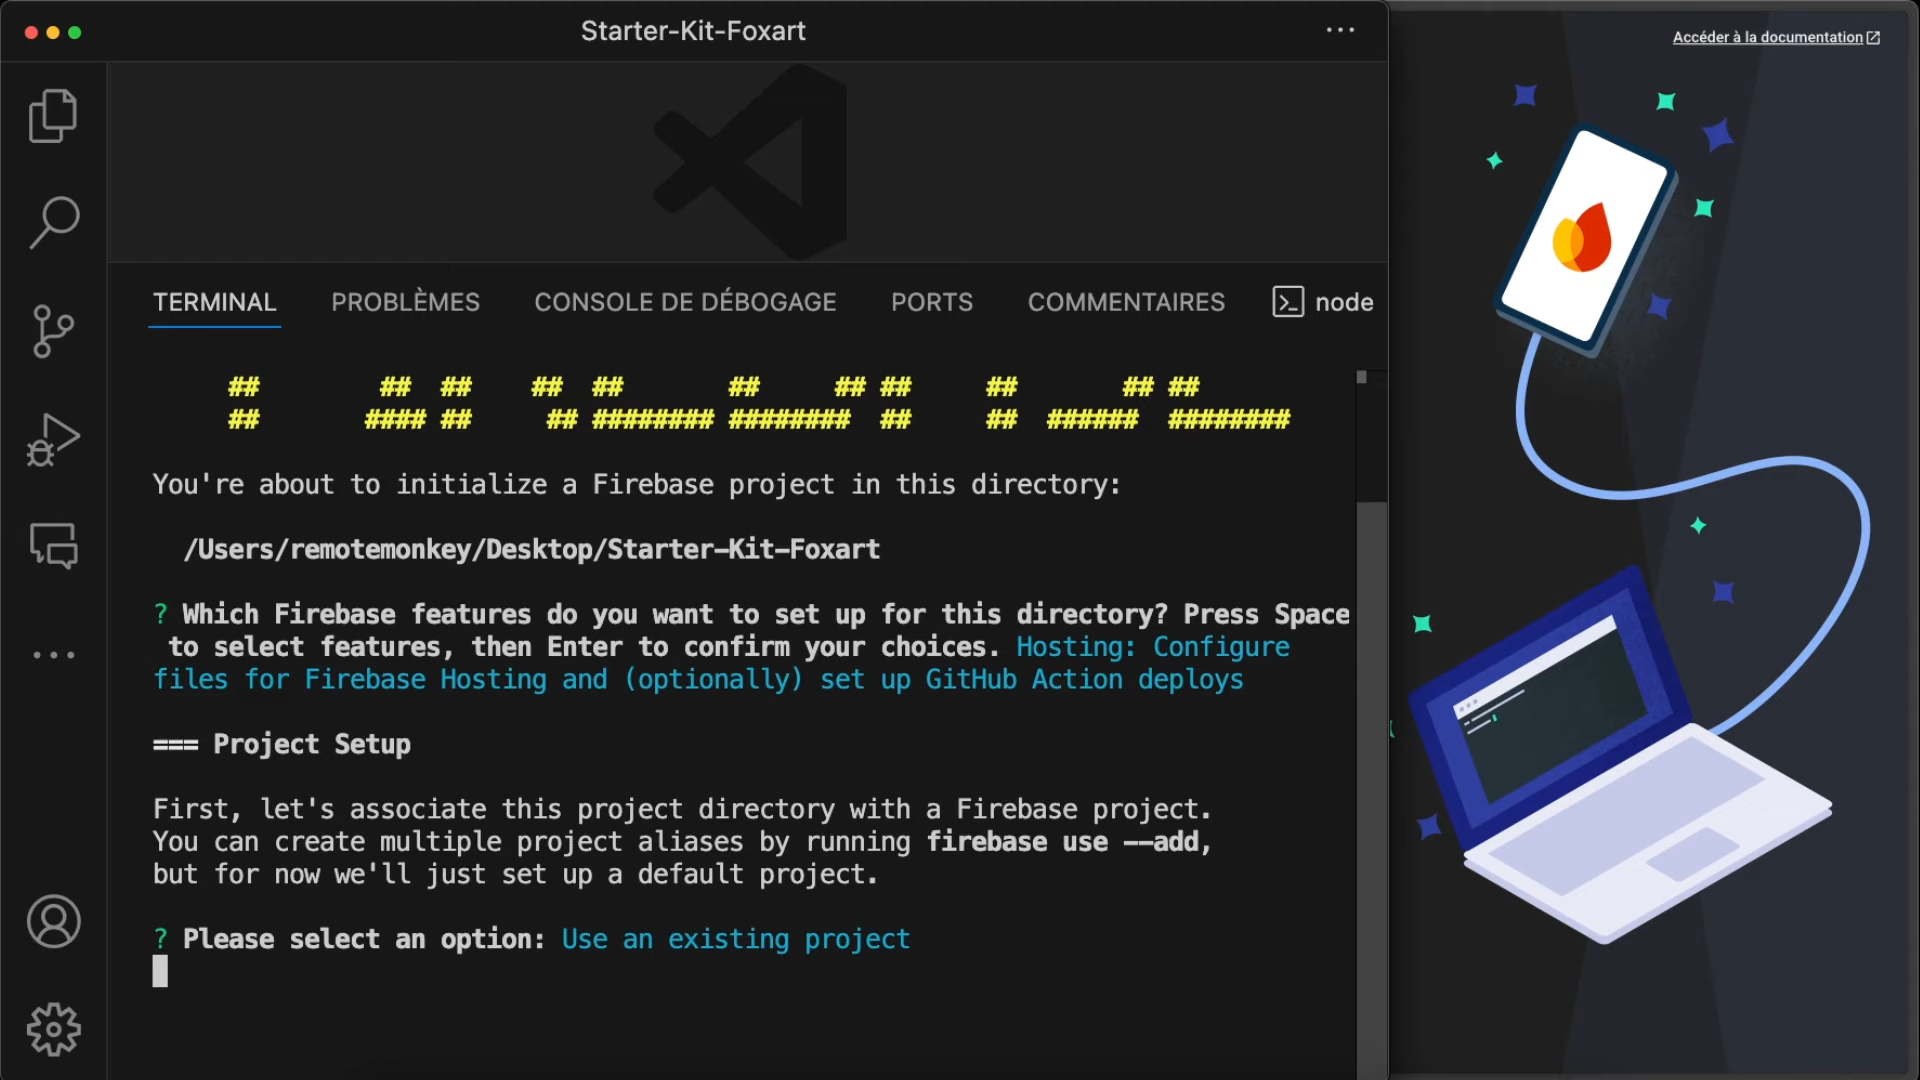 Starter-Kit-Foxart
Accéder à la documentation
TERMINAL PROBLÈMES CONSOLE DE DÉBOGAGE PORTS COMMENTAIRES node
## ## ## ## ## ## ## ## ## ## ##
## #### ## ## ######## ######## ## ## ###### ########
You're about to initialize a Firebase project in this directory:
/Users/remotemonkey/Desktop/Starter-Kit-Foxart
? Which Firebase features do you want to set up for this directory? Press Space
to select features, then Enter to confirm your choices. Hosting: Configure
files for Firebase Hosting and (optionally) set up GitHub Action deploys
=== Project Setup
First, let's associate this project directory with a Firebase project.
You can create multiple project aliases by running firebase use --add,
but for now we'll just set up a default project.
? Please select an option: Use an existing project